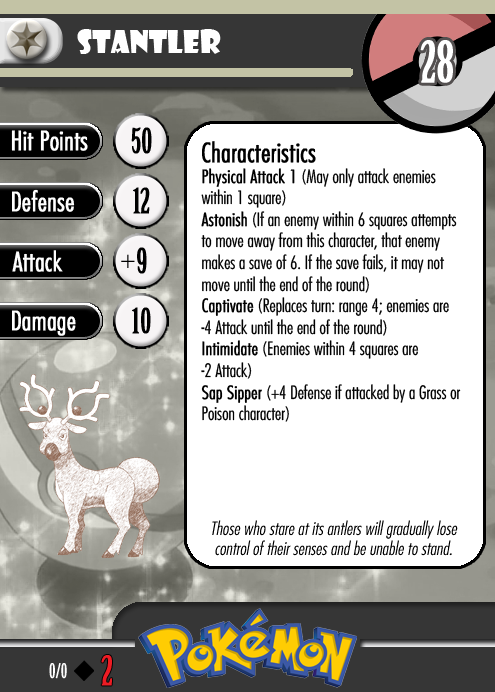 STANTLER
28
Hit Points 50
Defense 12
Attack +9
Damage 10
Characteristics
Physical Attack 1 (May only attack enemies
within 1 square)
Astonish (If an enemy within 6 squares attempts
to move away from this character, that enemy
makes a save of 6. If the save fails, it may not
move until the end of the round)
Captivate (Replaces turn: range 4; enemies are
-4 Attack until the end of the round)
Intimidate (Enemies within 4 squares are
-2 Attack)
Sap Sipper (+4 Defense if attacked by a Grass or
Poison character)
Those who stare at its antlers will gradually lose
control of their senses and be unable to stand.
0/0 ◆ 2
POKéMON